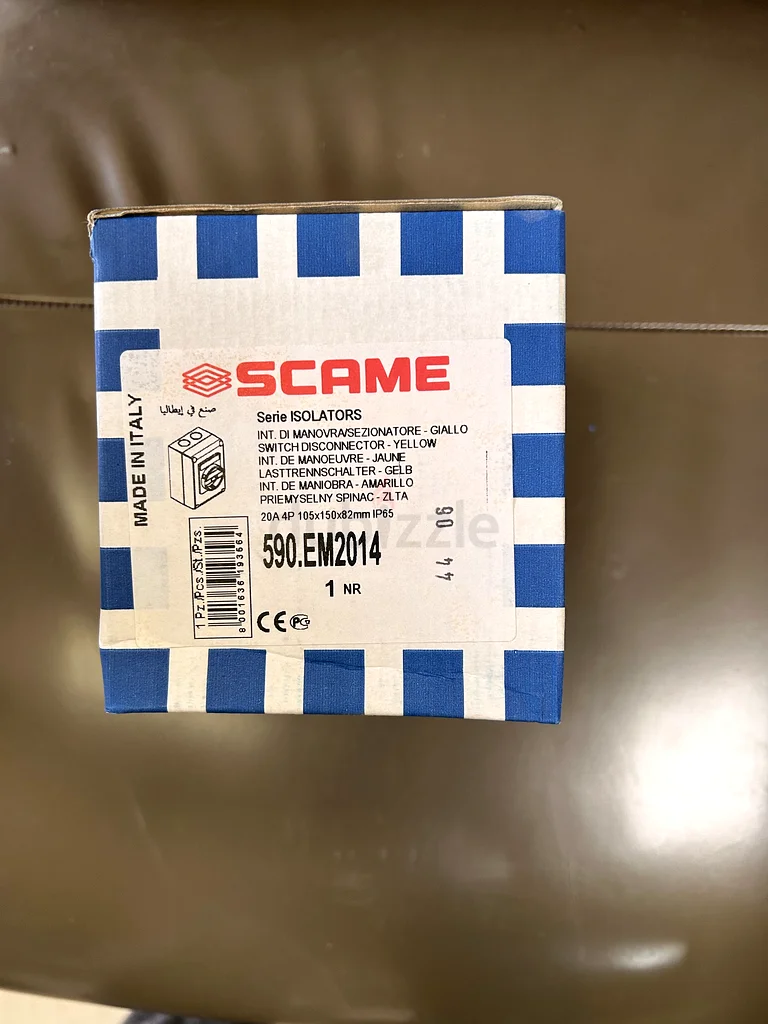 SCAME
صنع في إيطاليا
MADE IN ITALY
Serie ISOLATORS
INT. DI MANOVRA/SEZIONATORE - GIALLO
SWITCH DISCONNECTOR - YELLOW
INT. DE MANOEUVRE - JAUNE
LASTTRENNSCHALTER - GELB
INT. DE MANIOBRA - AMARILLO
PRIEMYSELNY SPINAC - ZLTA
20A 4P 105x150x82mm IP65
590.EM2014
1 NR
44 06
1 Pz./Pcs./St./Pzs.
8 001636 193664
CE PG
dubizzle